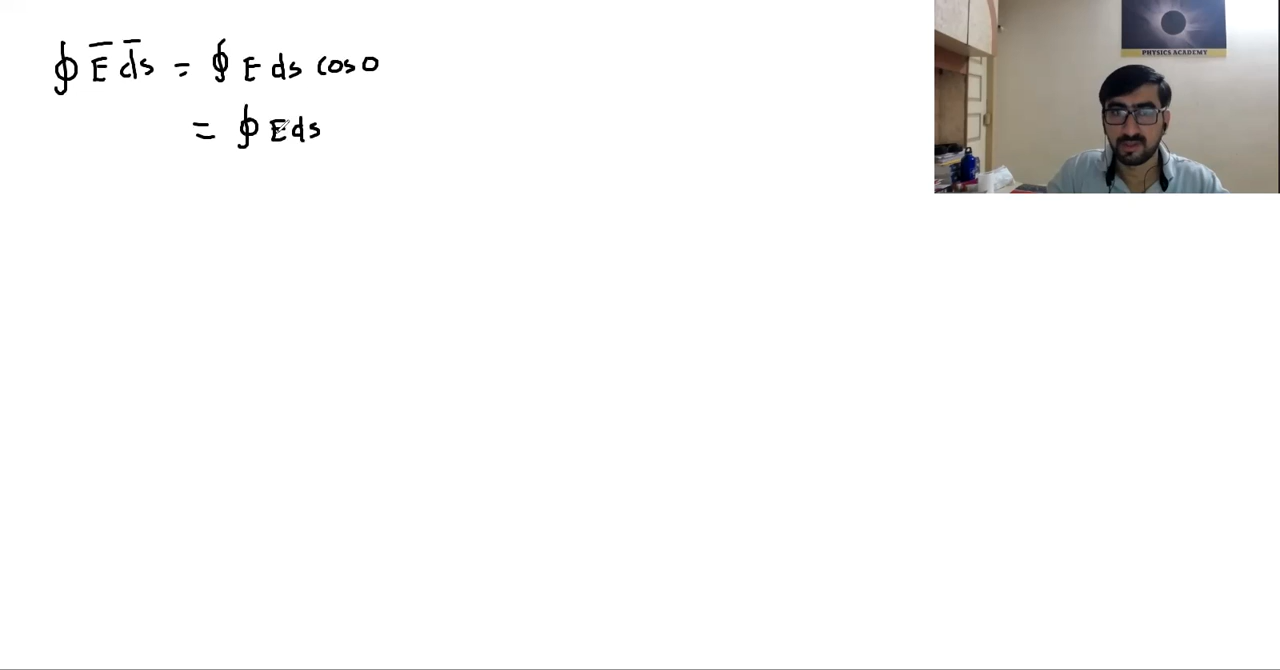 ∮ E̅ d̅s = ∮ E ds cos 0
= ∮ E ds
PHYSICS ACADEMY